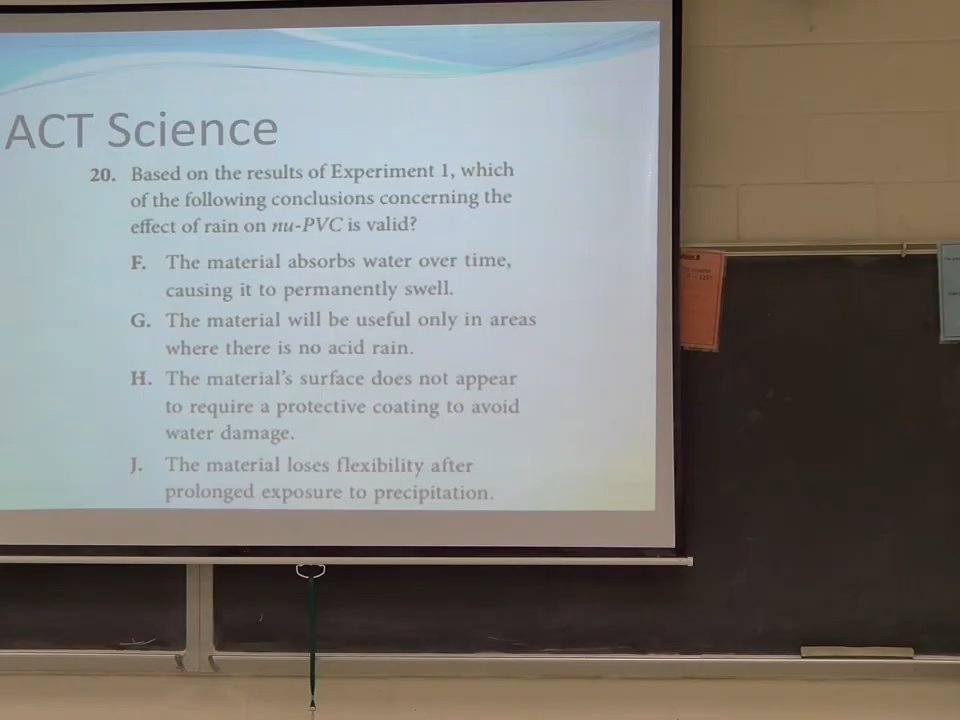 ACT Science
20. Based on the results of Experiment 1, which
of the following conclusions concerning the
effect of rain on nu-PVC is valid?
F. The material absorbs water over time,
causing it to permanently swell.
G. The material will be useful only in areas
where there is no acid rain.
H. The material's surface does not appear
to require a protective coating to avoid
water damage.
J. The material loses flexibility after
prolonged exposure to precipitation.